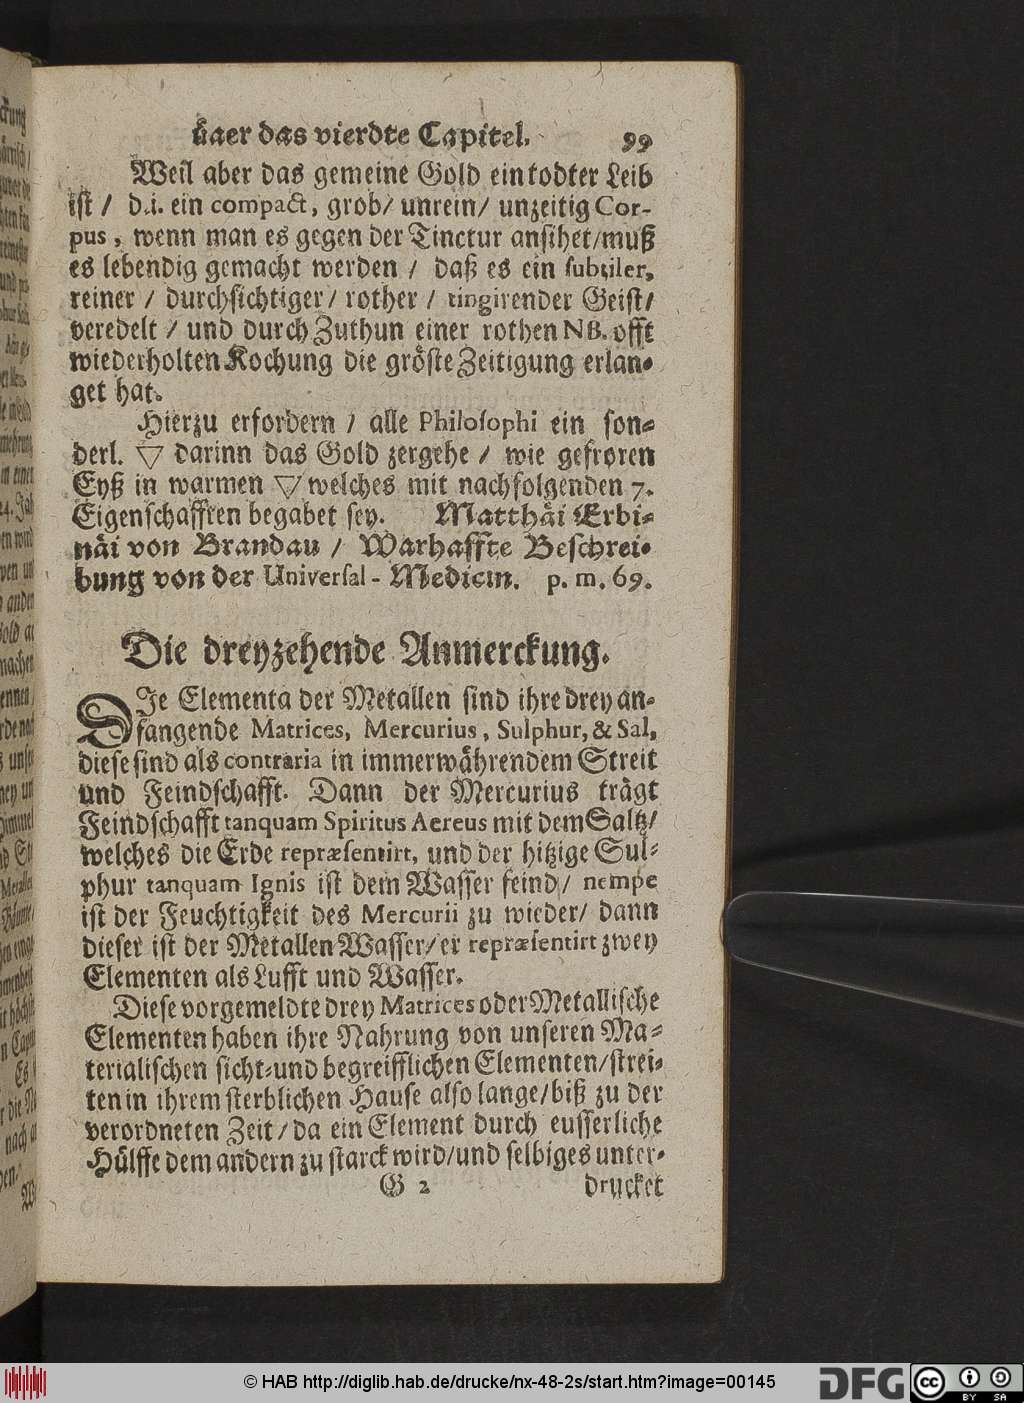 üaer das vierdte Capitel. 99
Weil aber das gemeine Gold ein todter Leib
ist / d.i. ein compact, grob / unrein / unzeitig Cor-
pus, wenn man es gegen der Tinctur ansihet / muß
es lebendig gemacht werden / daß es ein subtiler,
reiner / durchsichtiger / rother / tingirender Geist /
veredelt / und durch Zuthun einer rothen NB. offt
wiederholten Kochung die gröste Zeitigung erlan-
get hat.
Hierzu erfordern / alle Philosophi ein son-
derl. ▽ darinn das Gold zergehe / wie gefroren
Eyß in warmen ▽ / welches mit nachfolgenden 7.
Eigenschafften begabet sey. Matthäi Erbi-
näi von Brandau / Warhaffte Beschrei-
bung von der Universal - Medicin. p. m. 69.
Die dreyzehende Anmerckung.
DIe Elementa der Metallen sind ihre drey an-
fangende Matrices, Mercurius, Sulphur, & Sal,
diese sind als contraria in immerwährendem Streit
und Feindschafft. Dann der Mercurius trägt
Feindschafft tanquam Spiritus Aereus mit dem Saltz /
welches die Erde repræsentirt, und der hitzige Sul-
phur tanquam Ignis ist dem Wasser feind / nempe
ist der Feuchtigkeit des Mercurii zu wieder / dann
dieser ist der Metallen Wasser / er repræsentirt zwey
Elementen als Lufft und Wasser.
Diese vorgemeldte drey Matrices oder Metallische
Elementen haben ihre Nahrung von unseren Ma-
terialischen sicht-und begreifflichen Elementen / strei-
ten in ihrem sterblichen Hause also lange / biß zu der
verordneten Zeit / da ein Element durch eusserliche
Hülffe dem andern zu starck wird / und selbiges unter-
G 2 drucket
© HAB http://diglib.hab.de/drucke/nx-48-2s/start.htm?image=00145
DFG
cc BY SA